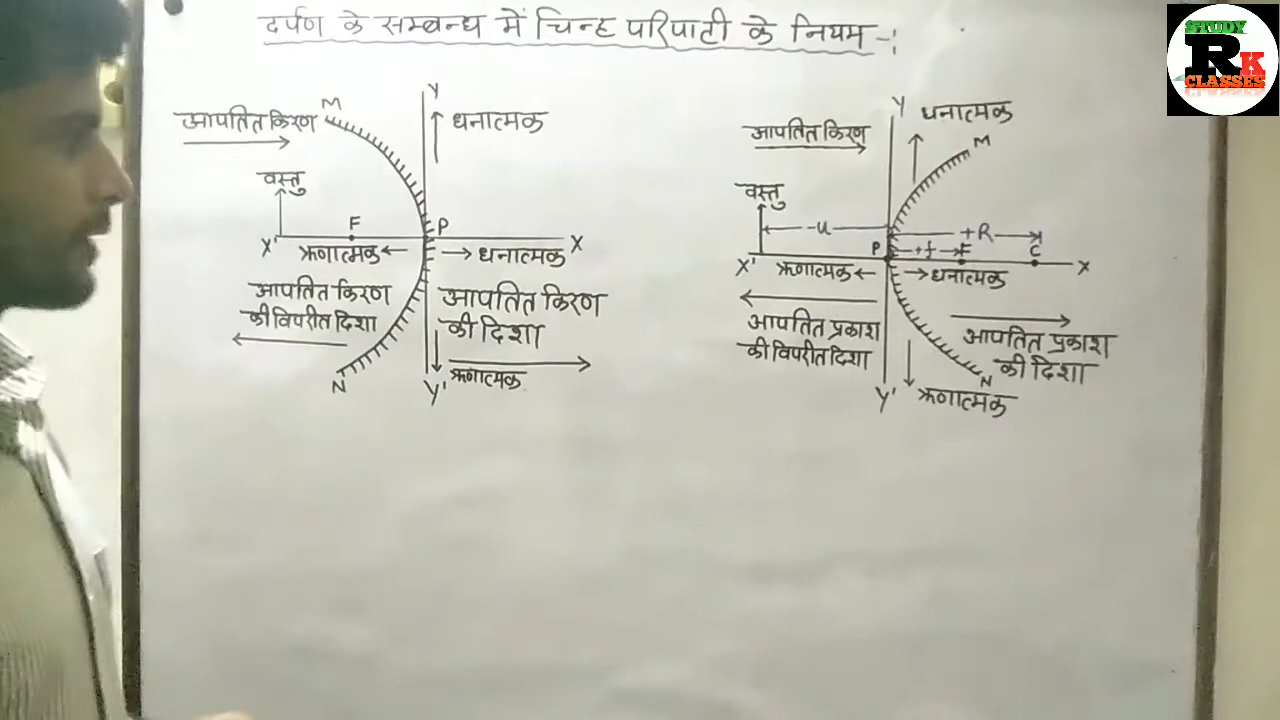 दर्पण के सम्बन्ध में चिन्ह परिपाटी के नियम -:
STUDY
RK
CLASSES
आपतित किरण
M
Y
धनात्मक
वस्तु
F
P
X'
ऋणात्मक
धनात्मक
X
आपतित किरण
की विपरीत दिशा
आपतित किरण
की दिशा
ऋणात्मक
N
Y'
Y
धनात्मक
आपतित किरण
M
वस्तु
-u
+R
P
+f
F
C
X'
ऋणात्मक
धनात्मक
X
आपतित प्रकाश
की विपरीत दिशा
आपतित प्रकाश
की दिशा
N
Y'
ऋणात्मक